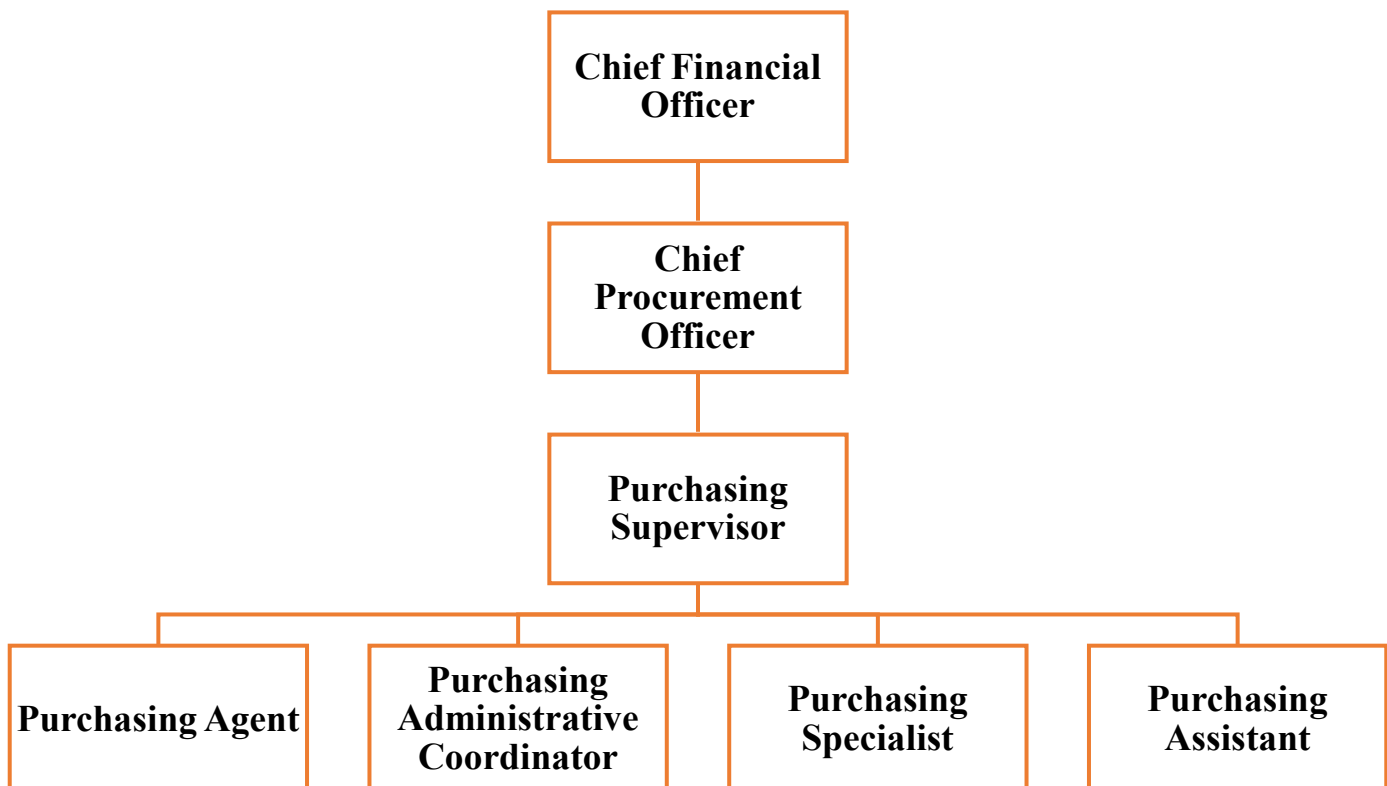 Chief Financial
Officer
Chief
Procurement
Officer
Purchasing
Supervisor
Purchasing Agent
Purchasing
Administrative
Coordinator
Purchasing
Specialist
Purchasing
Assistant